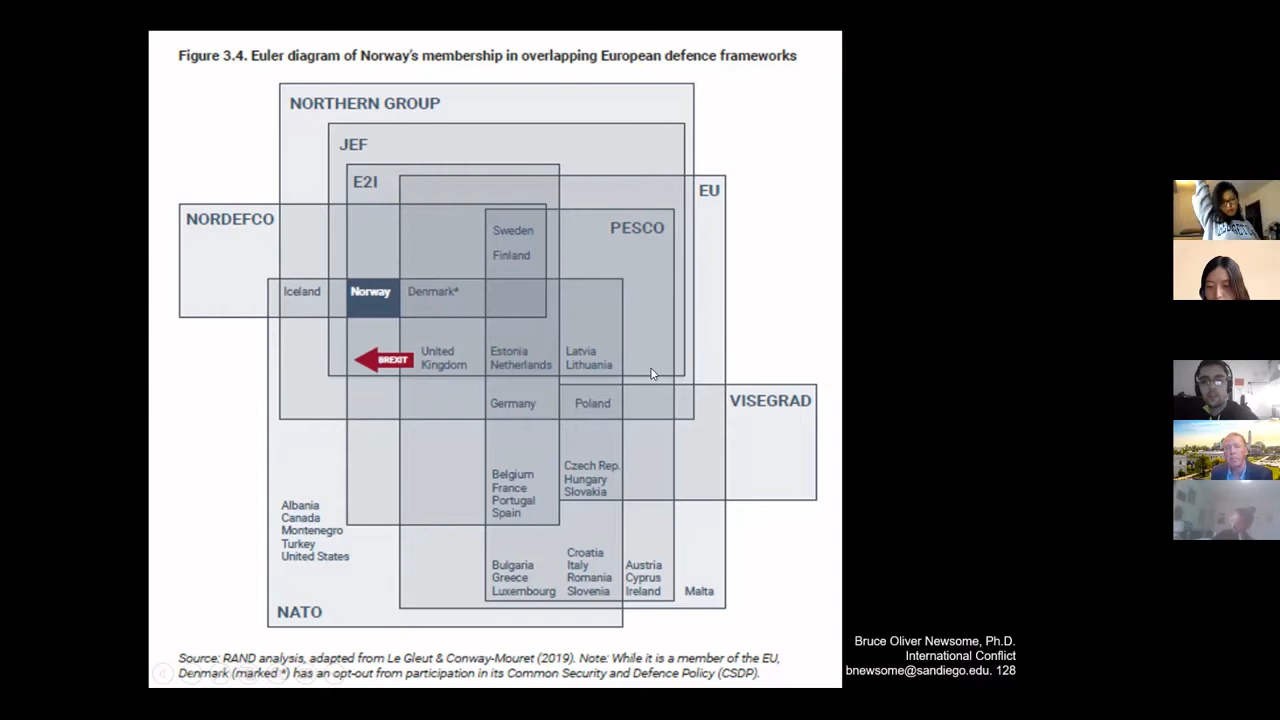 Figure 3.4. Euler diagram of Norway's membership in overlapping European defence frameworks
NORTHERN GROUP
JEF
E2I
EU
NORDEFCO
PESCO
Sweden
Finland
Iceland
Norway
Denmark*
BREXIT
United
Kingdom
Estonia
Netherlands
Latvia
Lithuania
VISEGRAD
Germany
Poland
Belgium
France
Portugal
Spain
Czech Rep.
Hungary
Slovakia
Albania
Canada
Montenegro
Turkey
United States
Bulgaria
Greece
Luxembourg
Croatia
Italy
Romania
Slovenia
Austria
Cyprus
Ireland
Malta
NATO
Source: RAND analysis, adapted from Le Gleut & Conway-Mouret (2019). Note: While it is a member of the EU,
Denmark (marked *) has an opt-out from participation in its Common Security and Defence Policy (CSDP).
Bruce Oliver Newsome, Ph.D.
International Conflict
bnewsome@sandiego. 128